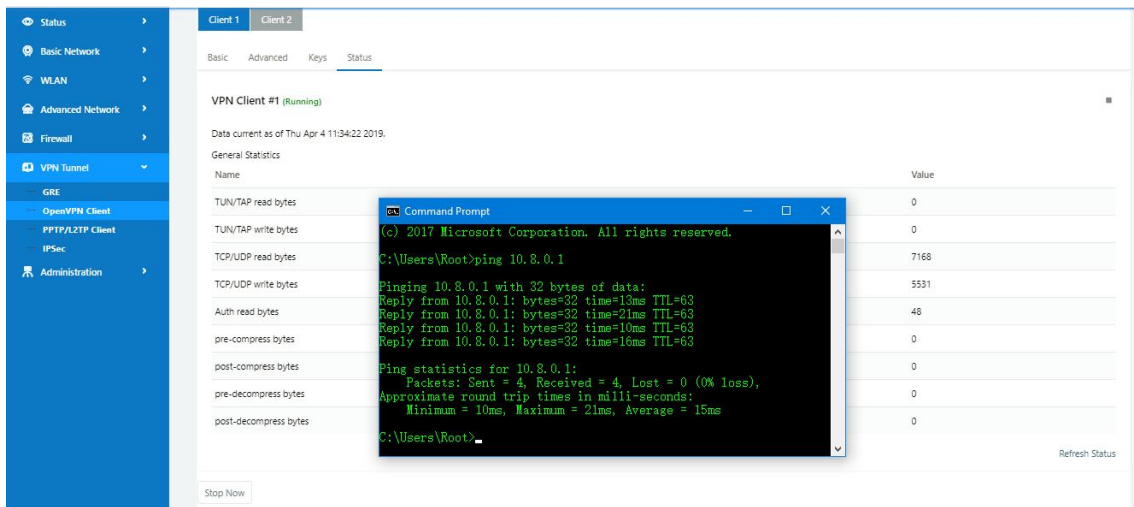 Status
Basic Network
WLAN
Advanced Network
Firewall
VPN Tunnel
GRE
OpenVPN Client
PPTP/L2TP Client
IPSec
Administration
Client 1 Client 2
Basic Advanced Keys Status
VPN Client #1 (Running)
Data current as of Thu Apr 4 11:34:22 2019.
General Statistics
Name Value
TUN/TAP read bytes 0
TUN/TAP write bytes 0
TCP/UDP read bytes 7168
TCP/UDP write bytes 5531
Auth read bytes 48
pre-compress bytes 0
post-compress bytes 0
pre-decompress bytes 0
post-decompress bytes 0
Refresh Status
Stop Now
Command Prompt
(c) 2017 Microsoft Corporation. All rights reserved.
C:\Users\Root>ping 10.8.0.1
Pinging 10.8.0.1 with 32 bytes of data:
Reply from 10.8.0.1: bytes=32 time=13ms TTL=63
Reply from 10.8.0.1: bytes=32 time=21ms TTL=63
Reply from 10.8.0.1: bytes=32 time=10ms TTL=63
Reply from 10.8.0.1: bytes=32 time=16ms TTL=63
Ping statistics for 10.8.0.1:
Packets: Sent = 4, Received = 4, Lost = 0 (0% loss),
Approximate round trip times in milli-seconds:
Minimum = 10ms, Maximum = 21ms, Average = 15ms
C:\Users\Root>